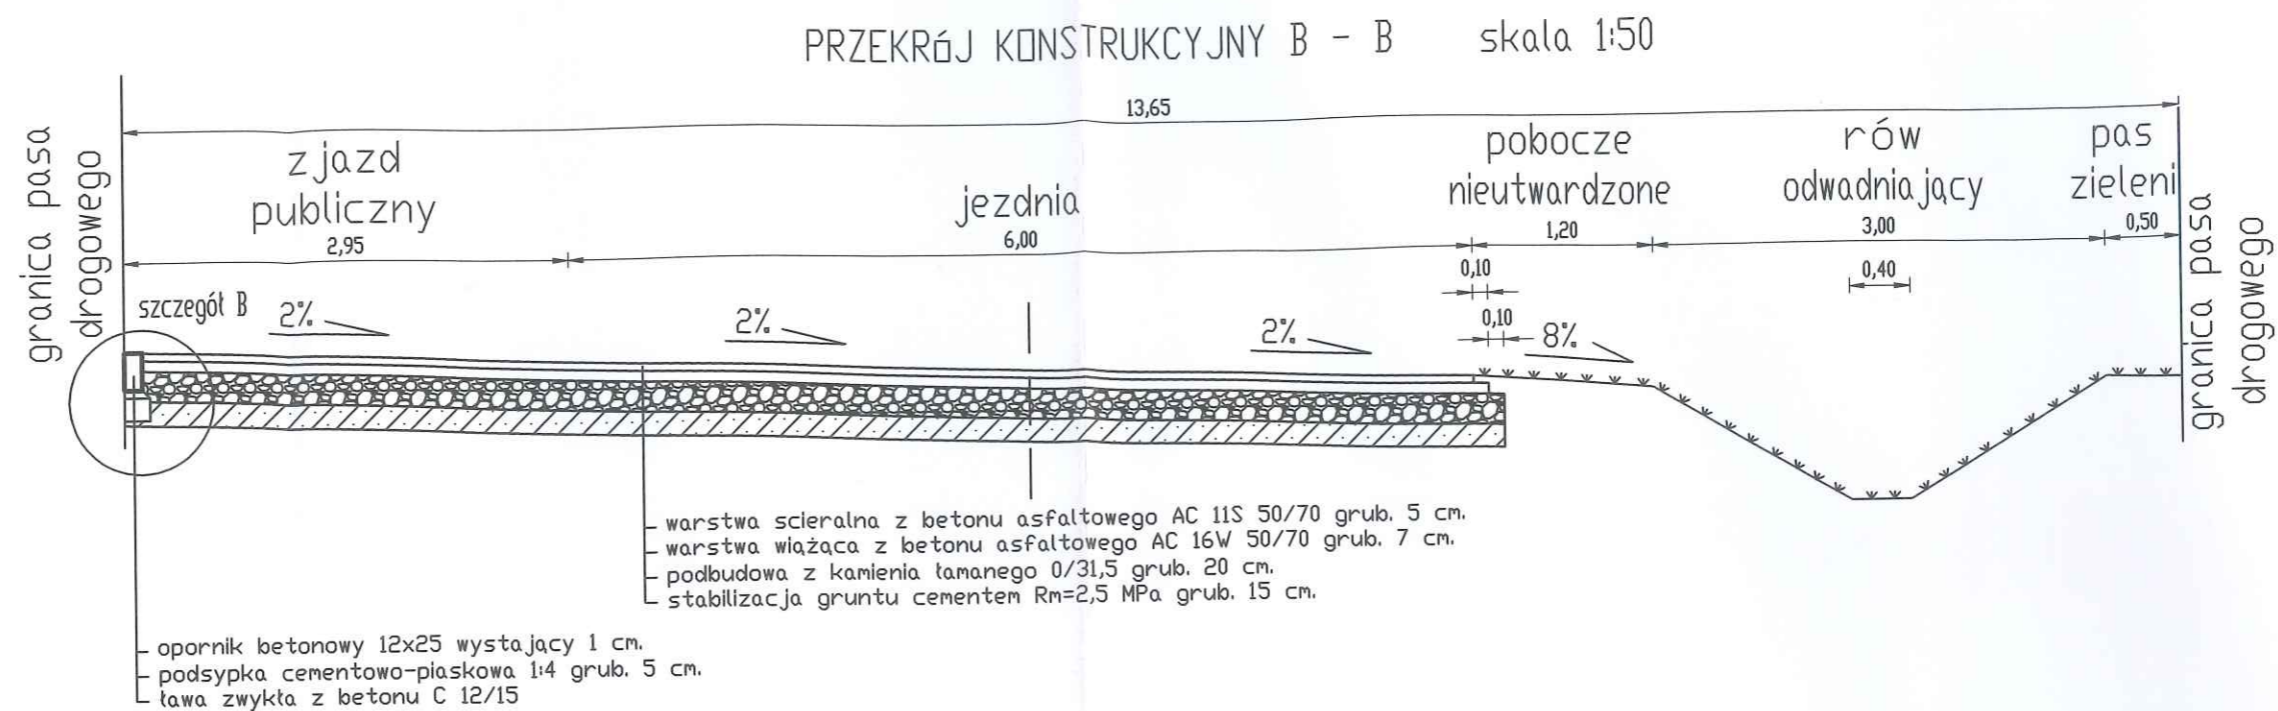 PRZEKRÓJ KONSTRUKCYJNY B - B skala 1:50
13,65
granica pasa
drogowego
zjazd
publiczny
2,95
jezdnia
6,00
pobocze
nieutwardzone
1,20
rów
odwadniający
3,00
pas
zieleni
0,50
granica pasa
drogowego
0,10
0,10
0,40
szczegół B
2%
2%
2%
8%
warstwa scieralna z betonu asfaltowego AC 11S 50/70 grub. 5 cm.
warstwa wiążąca z betonu asfaltowego AC 16W 50/70 grub. 7 cm.
podbudowa z kamienia łamanego 0/31,5 grub. 20 cm.
stabilizacja gruntu cementem Rm=2,5 MPa grub. 15 cm.
opornik betonowy 12x25 wystający 1 cm.
podsypka cementowo-piaskowa 1:4 grub. 5 cm.
ława zwykła z betonu C 12/15